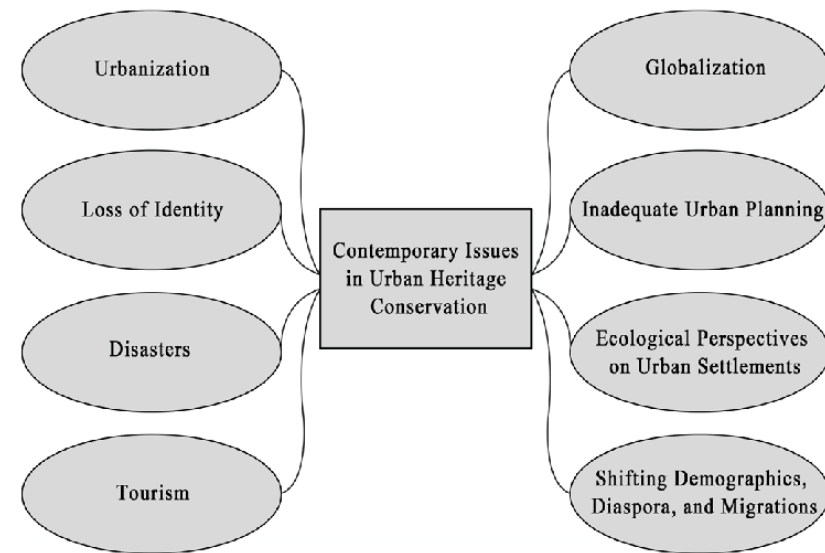 Urbanization
Loss of Identity
Disasters
Tourism
Contemporary Issues
in Urban Heritage
Conservation
Globalization
Inadequate Urban Planning
Ecological Perspectives
on Urban Settlements
Shifting Demographics,
Diaspora, and Migrations